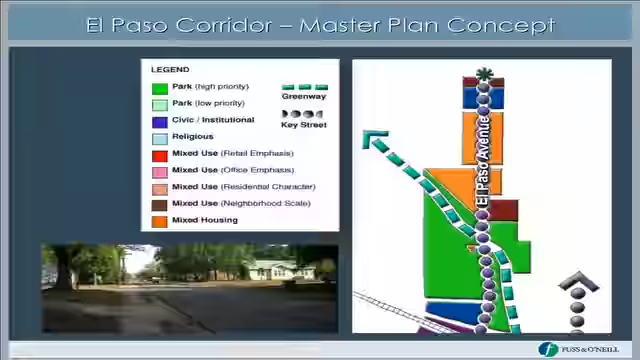 El Paso Corridor – Master Plan Concept
LEGEND
Park (high priority)
Park (low priority)
Civic / Institutional
Religious
Mixed Use (Retail Emphasis)
Mixed Use (Office Emphasis)
Mixed Use (Residential Character)
Mixed Use (Neighborhood Scale)
Mixed Housing
Greenway
Key Street
El Paso Avenue
FUSS & O'NEILL